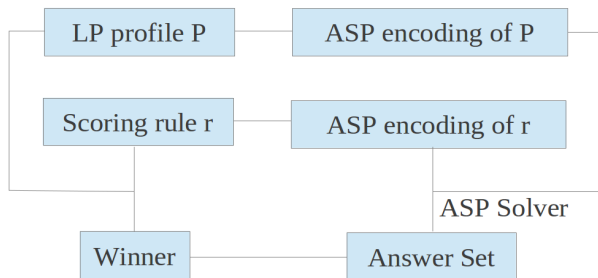 LP profile P
ASP encoding of P
Scoring rule r
ASP encoding of r
ASP Solver
Winner
Answer Set